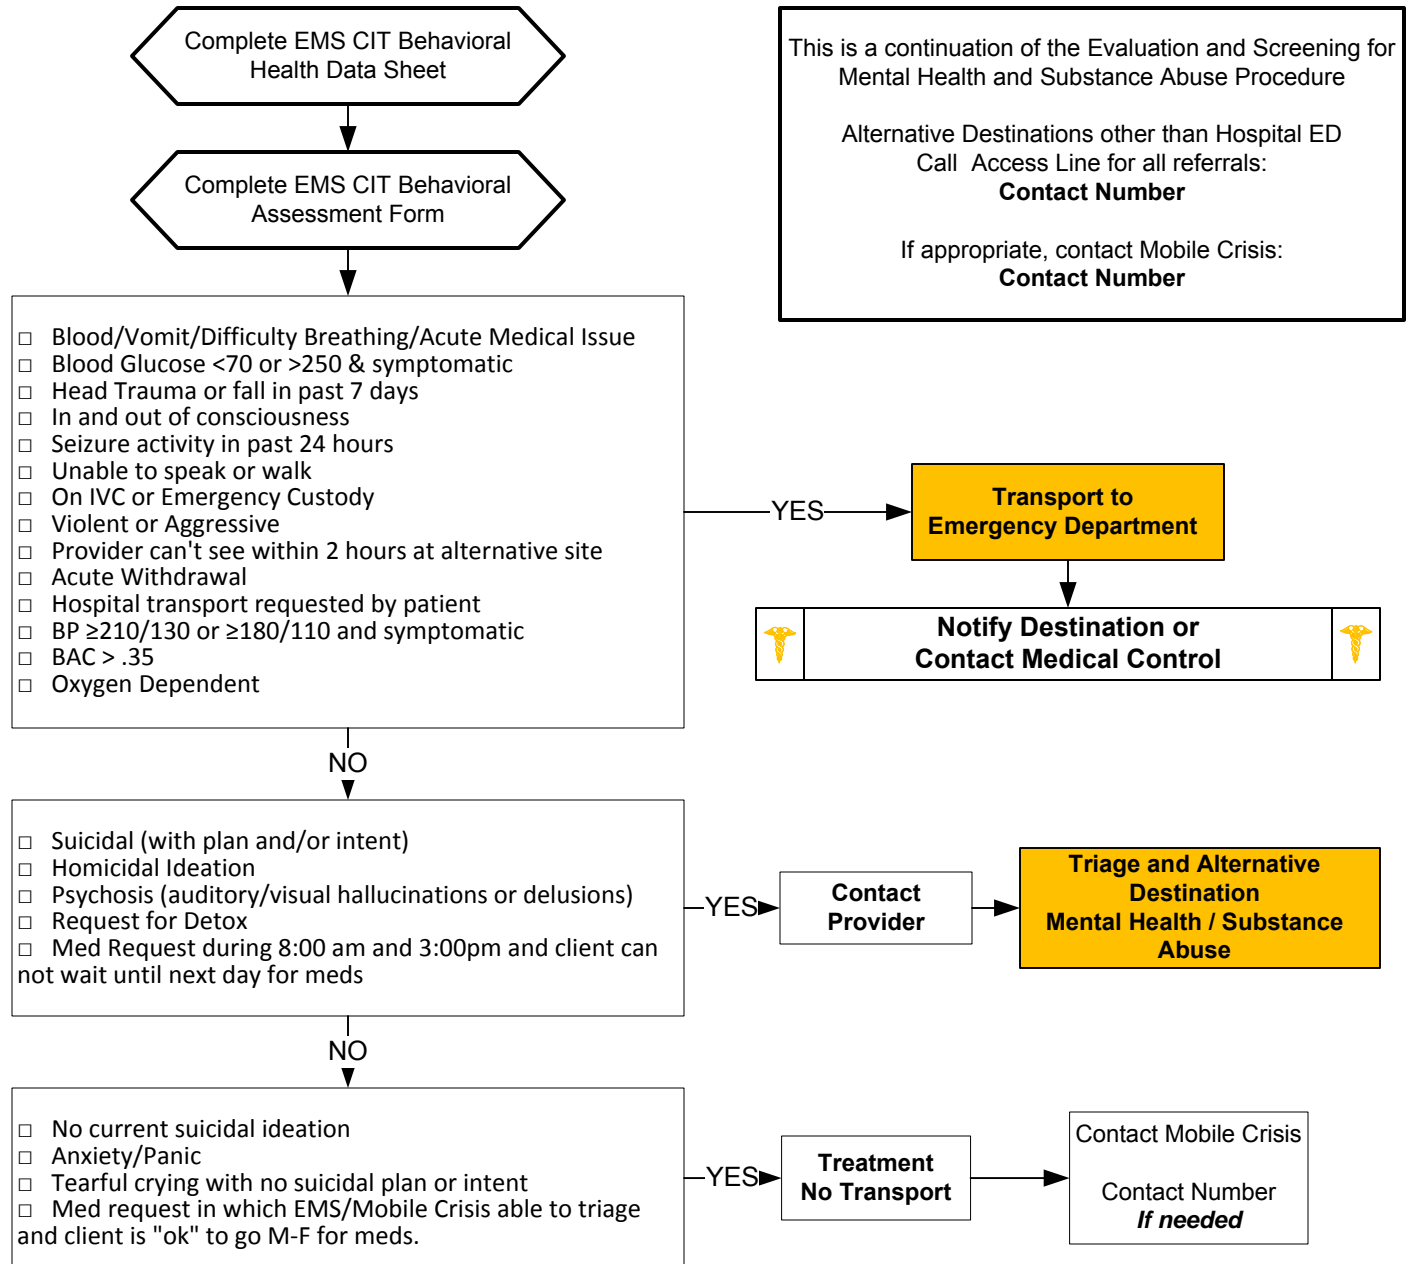 Complete EMS CIT Behavioral
Health Data Sheet
This is a continuation of the Evaluation and Screening for
Mental Health and Substance Abuse Procedure
Alternative Destinations other than Hospital ED
Call Access Line for all referrals:
Contact Number
If appropriate, contact Mobile Crisis:
Contact Number
Complete EMS CIT Behavioral
Assessment Form
□ Blood/Vomit/Difficulty Breathing/Acute Medical Issue
□ Blood Glucose <70 or >250 & symptomatic
□ Head Trauma or fall in past 7 days
□ In and out of consciousness
□ Seizure activity in past 24 hours
□ Unable to speak or walk
□ On IVC or Emergency Custody
□ Violent or Aggressive
□ Provider can't see within 2 hours at alternative site
□ Acute Withdrawal
□ Hospital transport requested by patient
□ BP ≥210/130 or ≥180/110 and symptomatic
□ BAC > .35
□ Oxygen Dependent
YES
Transport to
Emergency Department
Notify Destination or
Contact Medical Control
NO
□ Suicidal (with plan and/or intent)
□ Homicidal Ideation
□ Psychosis (auditory/visual hallucinations or delusions)
□ Request for Detox
□ Med Request during 8:00 am and 3:00pm and client can
not wait until next day for meds
YES
Contact
Provider
Triage and Alternative
Destination
Mental Health / Substance
Abuse
NO
□ No current suicidal ideation
□ Anxiety/Panic
□ Tearful crying with no suicidal plan or intent
□ Med request in which EMS/Mobile Crisis able to triage
and client is "ok" to go M-F for meds.
YES
Treatment
No Transport
Contact Mobile Crisis
Contact Number
If needed